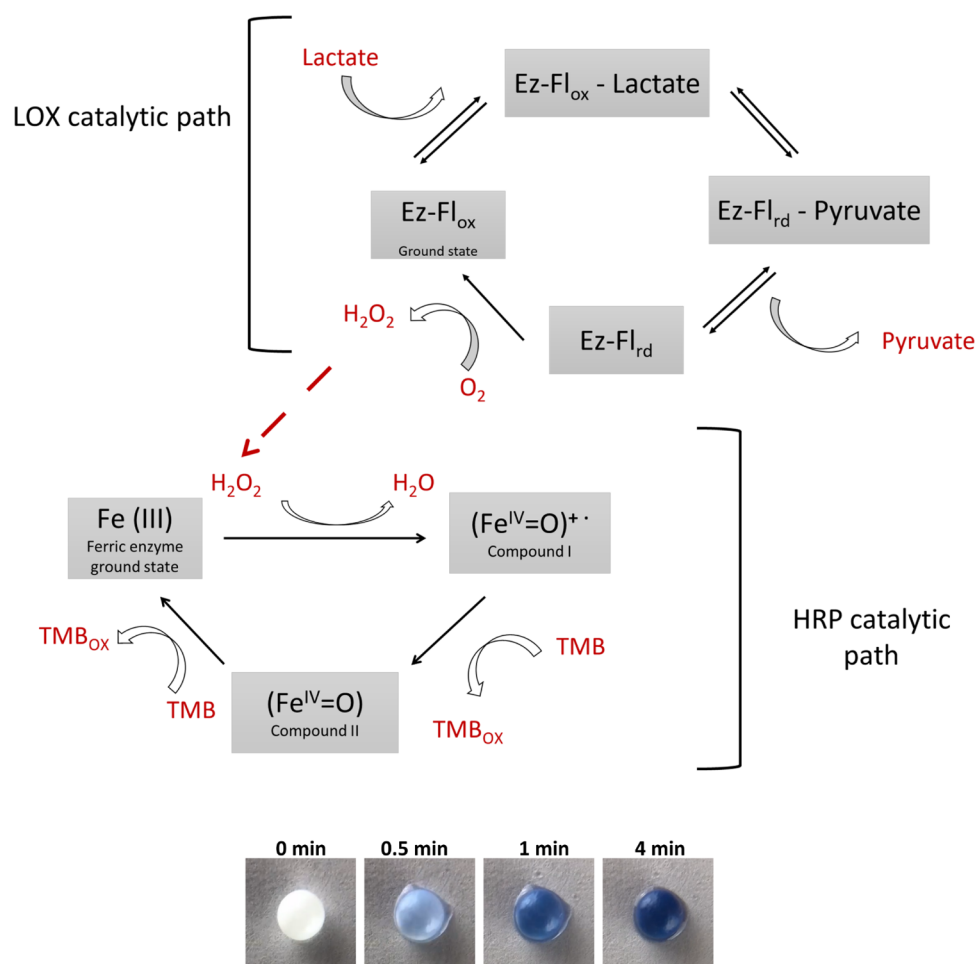 Lactate
Ez-Flox - Lactate
LOX catalytic path
Ez-Flox
Ground state
Ez-Flrd - Pyruvate
H2O2
Ez-Flrd
Pyruvate
O2
H2O2
H2O
Fe (III)
Ferric enzyme
ground state
(FeIV=O)+ ·
Compound I
HRP catalytic
path
TMBOX
TMB
TMB
(FeIV=O)
Compound II
TMBOX
0 min
0.5 min
1 min
4 min